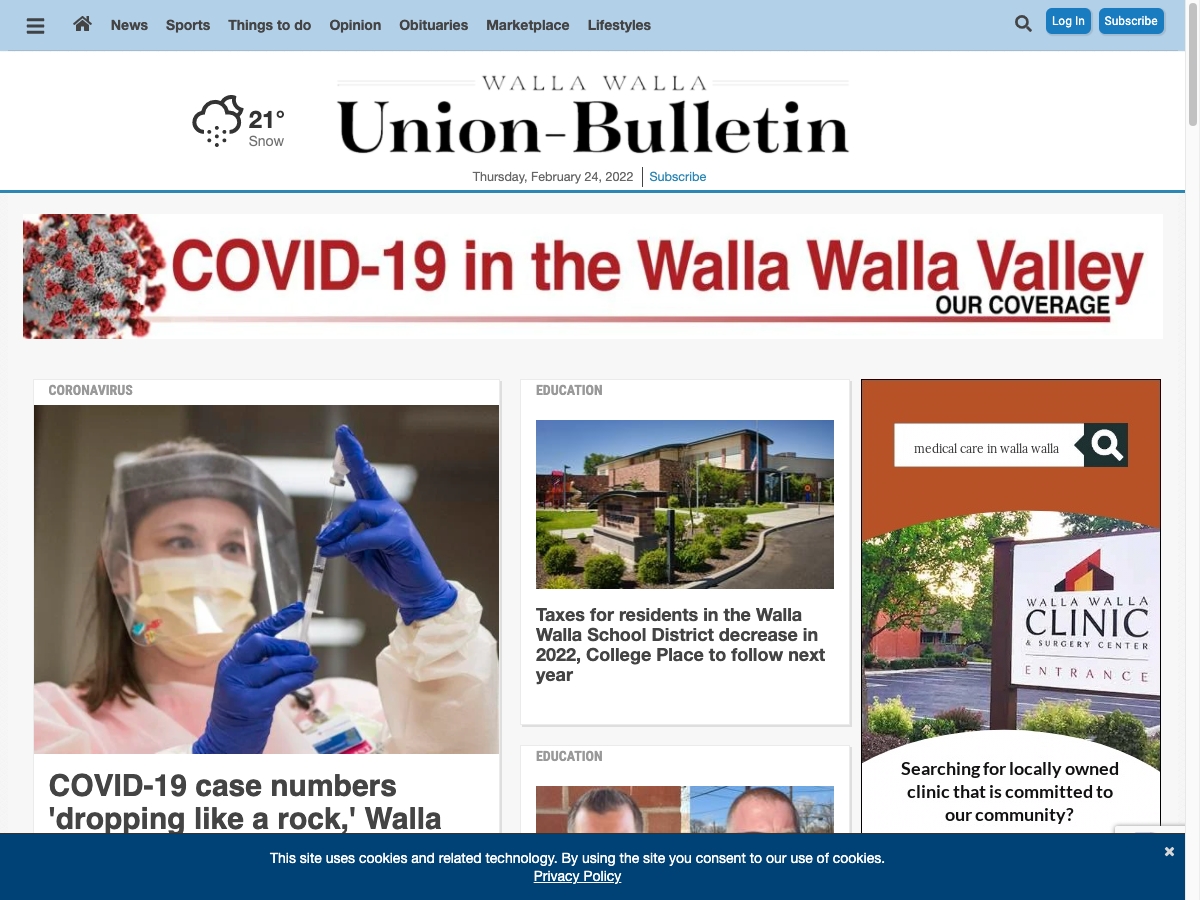 News Sports Things to do Opinion Obituaries Marketplace Lifestyles Log In Subscribe
WALLA WALLA
Union-Bulletin
21°
Snow
Thursday, February 24, 2022 Subscribe
COVID-19 in the Walla Walla Valley
OUR COVERAGE
CORONAVIRUS
COVID-19 case numbers
'dropping like a rock,' Walla
EDUCATION
Taxes for residents in the Walla
Walla School District decrease in
2022, College Place to follow next
year
EDUCATION
medical care in walla walla
WALLA WALLA
CLINIC
& SURGERY CENTER
ENTRANCE
Searching for locally owned
clinic that is committed to
our community?
This site uses cookies and related technology. By using the site you consent to our use of cookies.
Privacy Policy